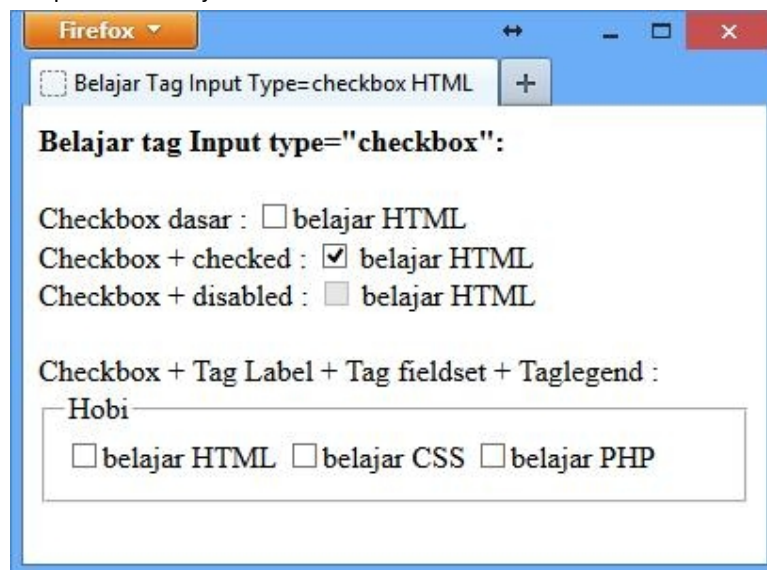 Firefox
Belajar Tag Input Type=checkbox HTML
Belajar tag Input type="checkbox":
Checkbox dasar : belajar HTML
Checkbox + checked : belajar HTML
Checkbox + disabled : belajar HTML
Checkbox + Tag Label + Tag fieldset + Taglegend :
Hobi
belajar HTML belajar CSS belajar PHP